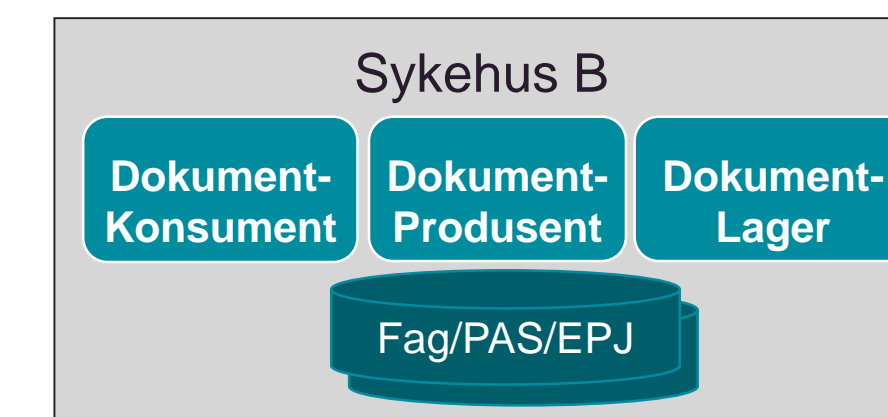 Sykehus B
Dokument-
Konsument
Dokument-
Produsent
Dokument-
Lager
Fag/PAS/EPJ